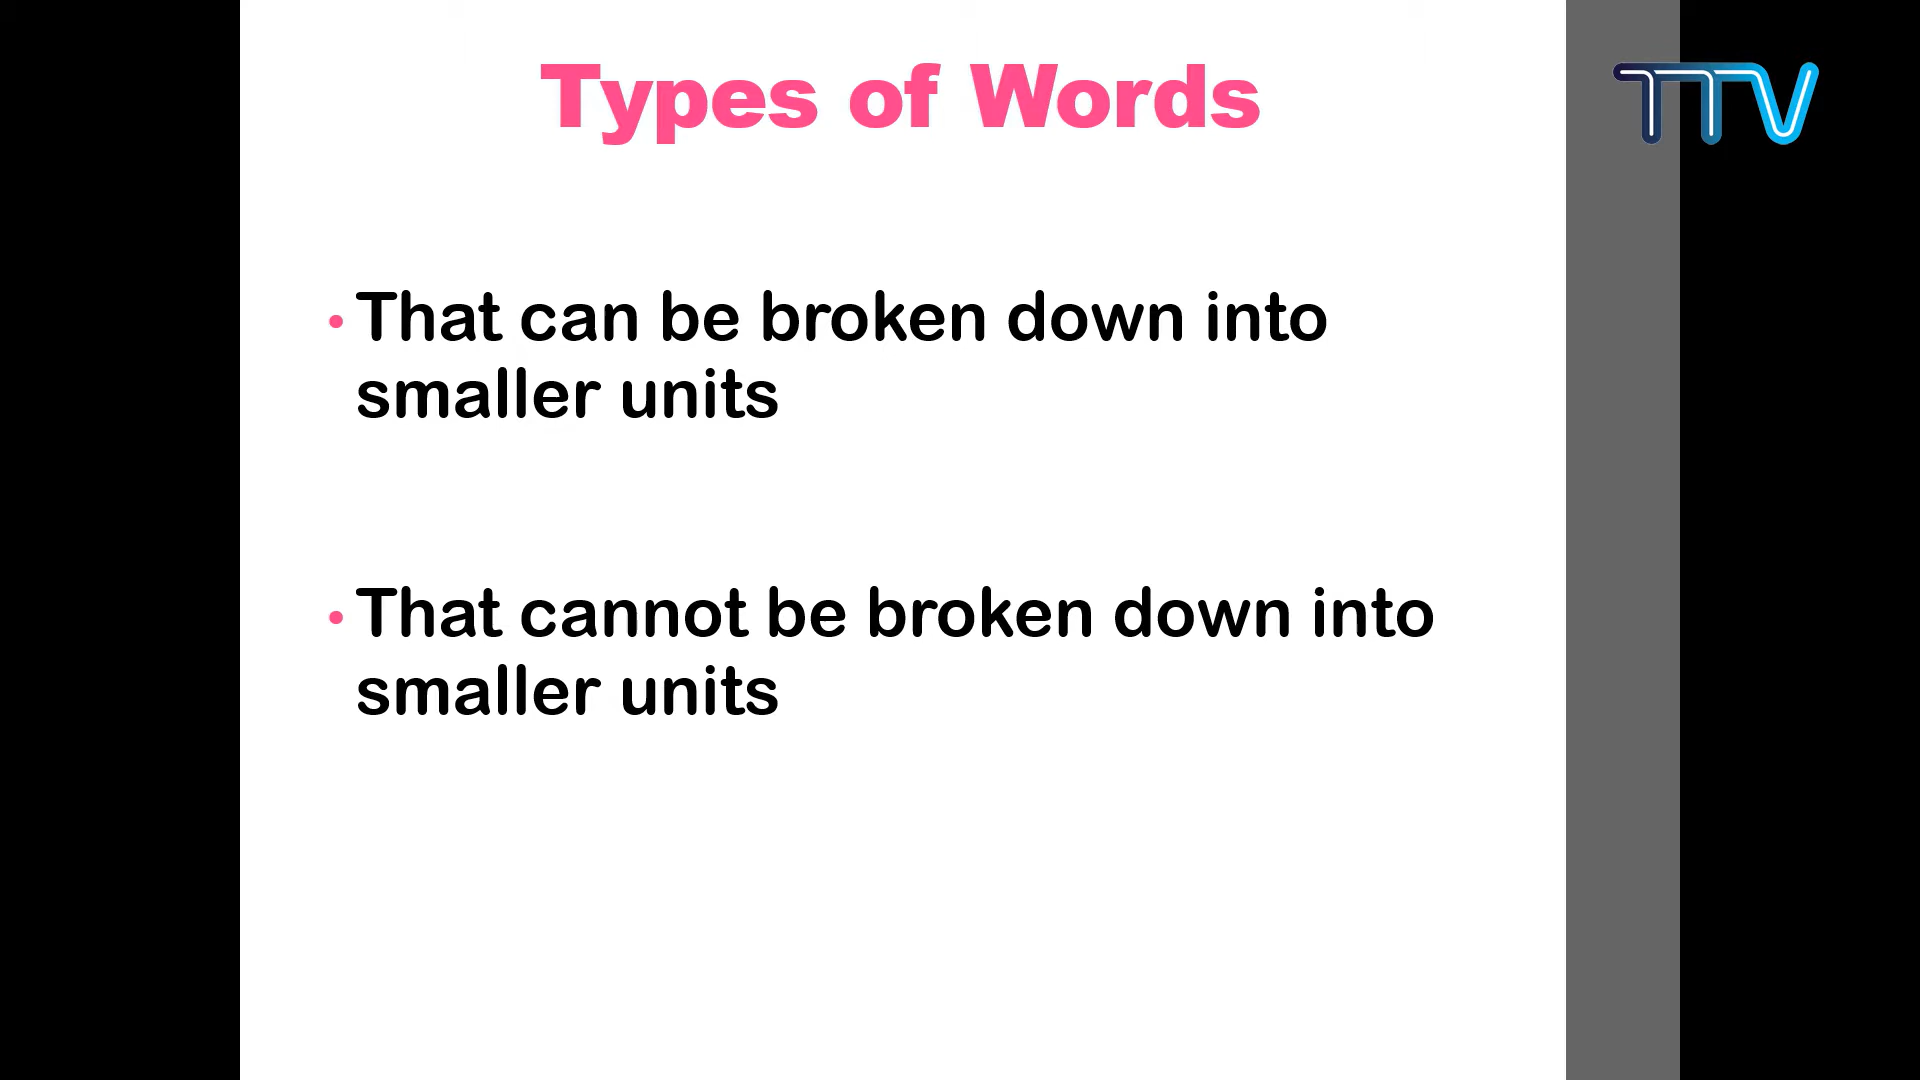 Types of Words
TTV
• That can be broken down into
smaller units
• That cannot be broken down into
smaller units